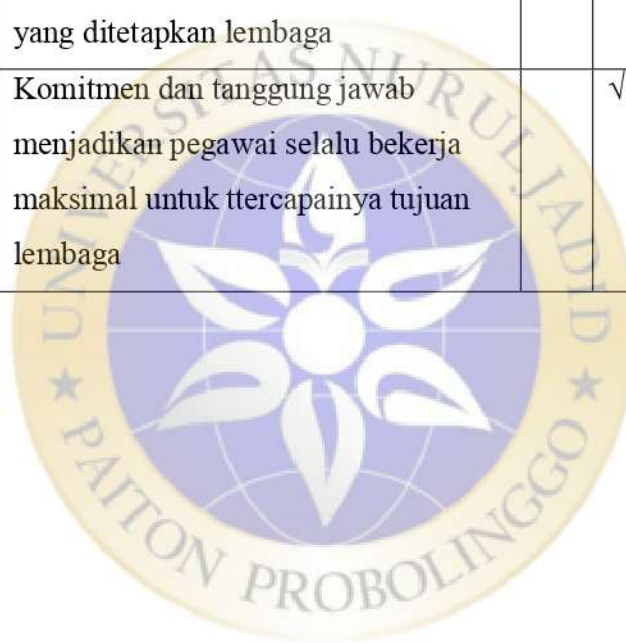 yang ditetapkan lembaga
Komitmen dan tanggung jawab √
menjadikan pegawai selalu bekerja
maksimal untuk ttercapainya tujuan
lembaga
UNIVERSITAS NURUL JADID
★ PAITON PROBOLINGGO ★